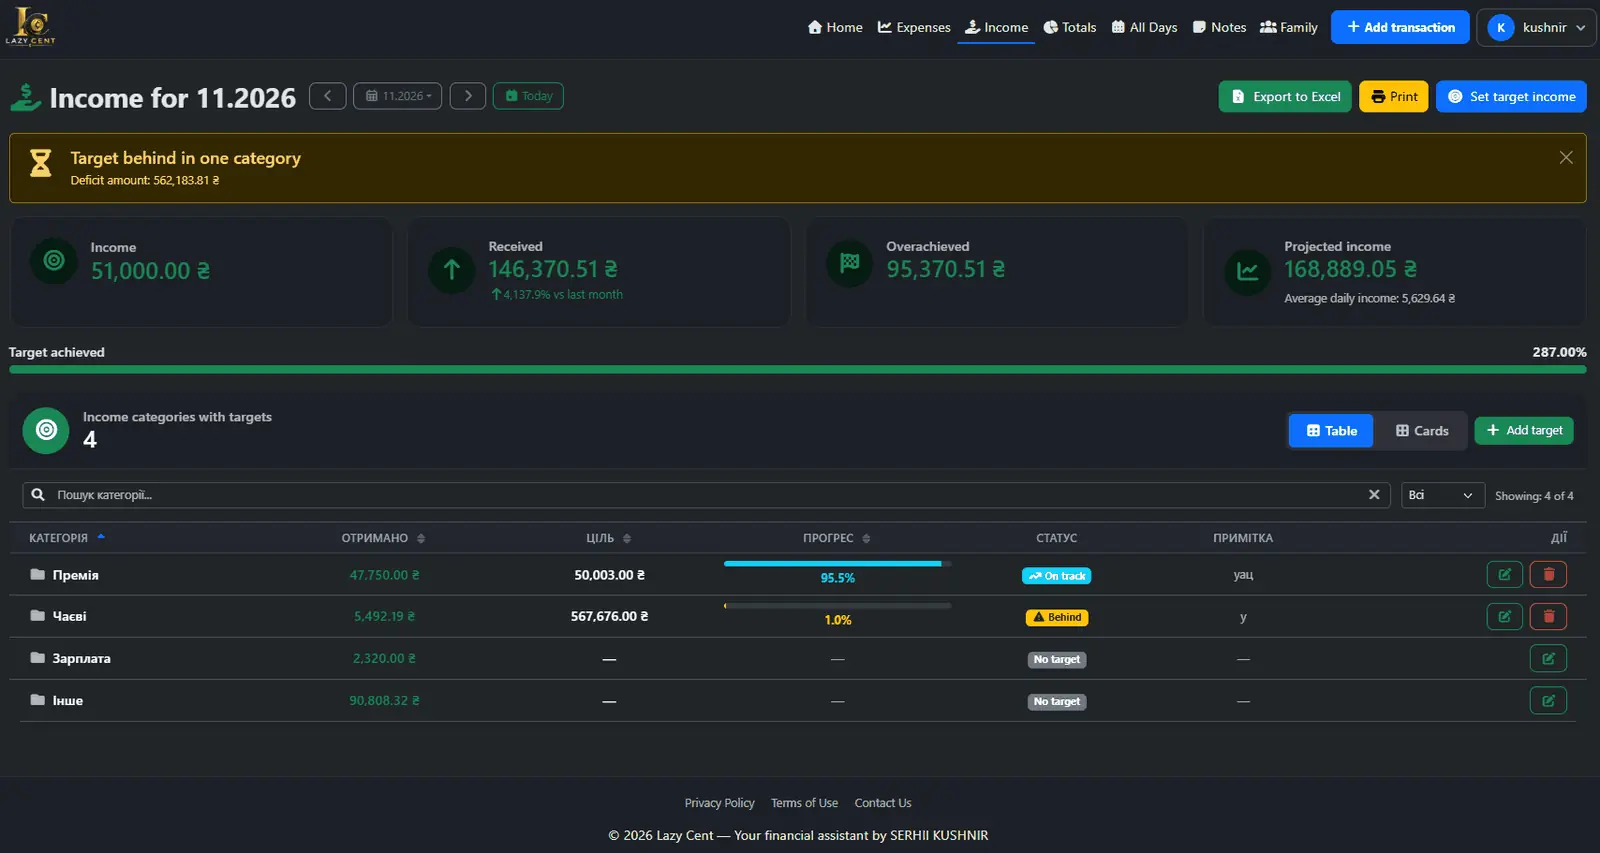 LAZY CENT
Home Expenses Income Totals All Days Notes Family + Add transaction K kushnir
Income for 11.2026 11.2026 Today Export to Excel Print Set target income
Target behind in one category
Deficit amount: 562,183.81 ₴
Income
51,000.00 ₴
Received
146,370.51 ₴
4,137.9% vs last month
Overachieved
95,370.51 ₴
Projected income
168,889.05 ₴
Average daily income: 5,629.64 ₴
Target achieved 287.00%
Income categories with targets
4
Table Cards + Add target
Пошук категорії... Всі Showing: 4 of 4
КАТЕГОРІЯ ОТРИМАНО ЦІЛЬ ПРОГРЕС СТАТУС ПРИМІТКА ДІЇ
Премія 47,750.00 ₴ 50,003.00 ₴ 95.5% On track уац
Чаєві 5,492.19 ₴ 567,676.00 ₴ 1.0% Behind у
Зарплата 2,320.00 ₴ — — No target —
Інше 90,808.32 ₴ — — No target —
Privacy Policy Terms of Use Contact Us
© 2026 Lazy Cent — Your financial assistant by SERHII KUSHNIR